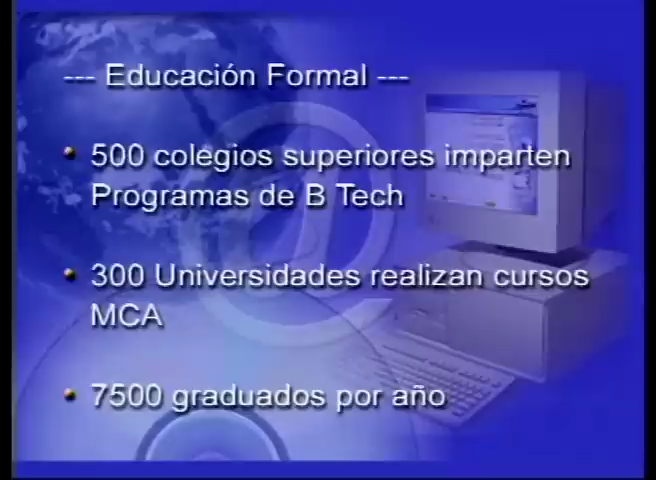 --- Educación Formal ---
• 500 colegios superiores imparten
Programas de B Tech
• 300 Universidades realizan cursos
MCA
• 7500 graduados por año